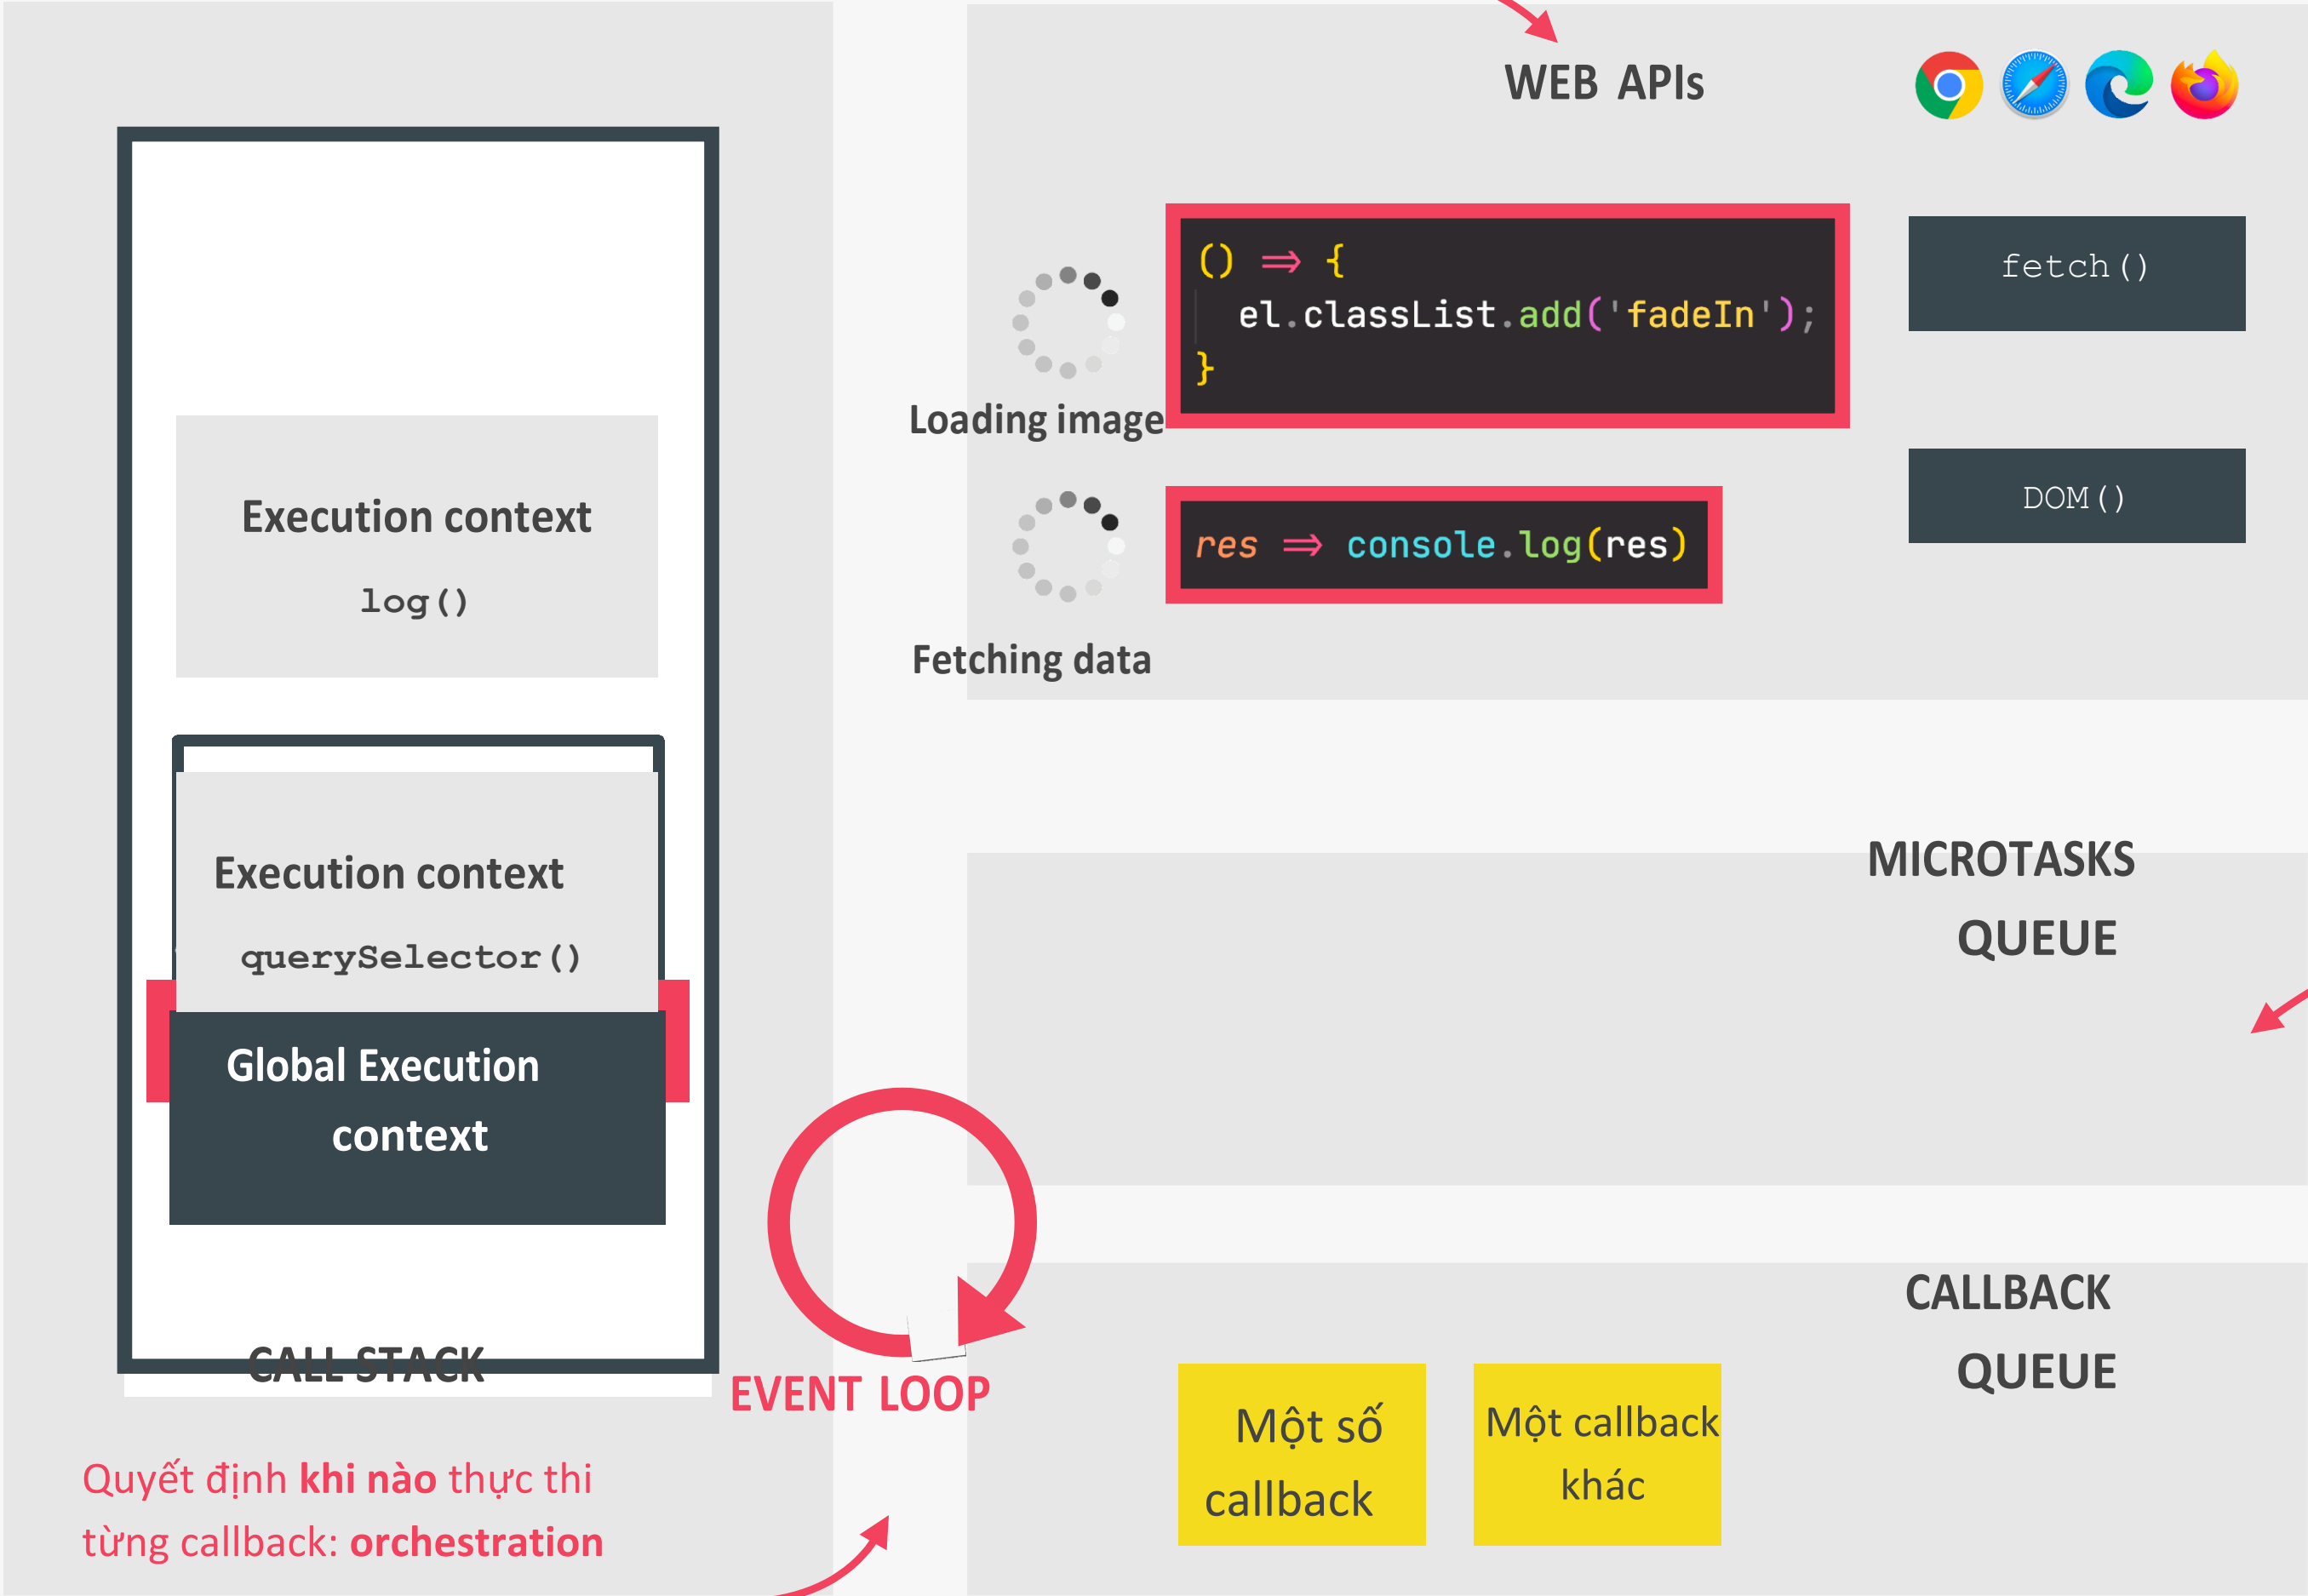 WEB APIs
() => {
el.classList.add('fadeIn');
}
fetch()
Loading image
DOM()
res => console.log(res)
Fetching data
Execution context
log()
Execution context
querySelector()
Global Execution
context
CALL STACK
MICROTASKS
QUEUE
EVENT LOOP
CALLBACK
QUEUE
Một số
callback
Một callback
khác
Quyết định khi nào thực thi
từng callback: orchestration